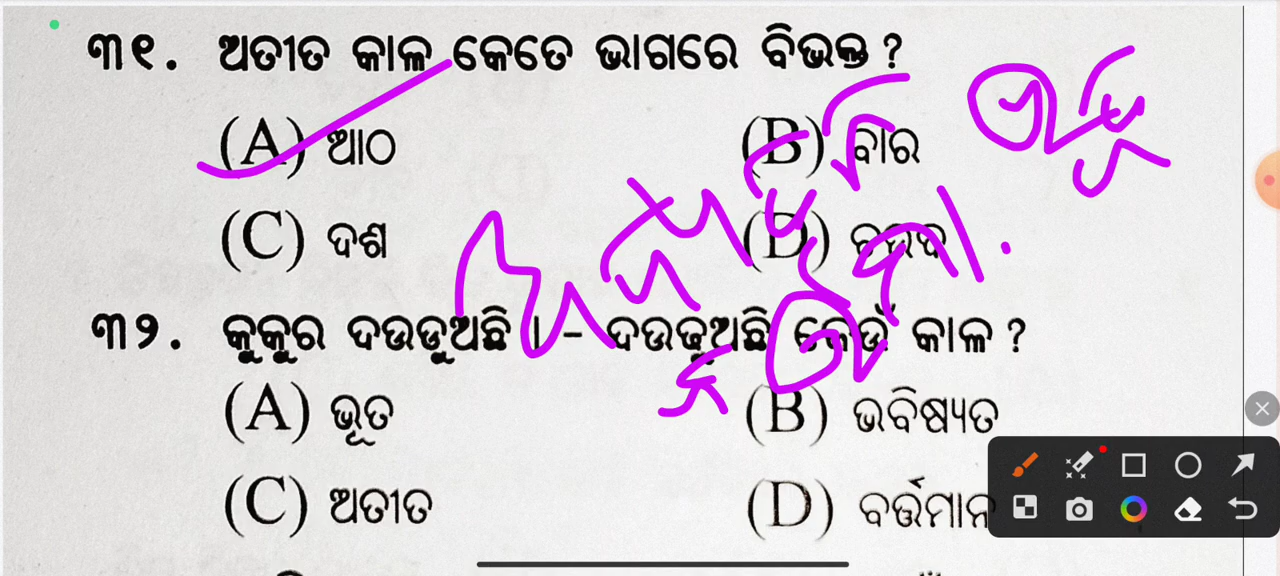 ୩୧. ଅତୀତ କାଳ କେତେ ଭାଗରେ ବିଭକ୍ତ ?
(A) ଆଠ (B) ବାର
(C) ଦଶ (D)
୩୨. କୁକୁର ଦଉଡୁଅଛି । – ଦଉଡୁଅଛି କେଉଁ କାଳ ?
(A) ଭୂତ (B) ଭବିଷ୍ୟତ
(C) ଅତୀତ (D) ବର୍ତ୍ତମାନ